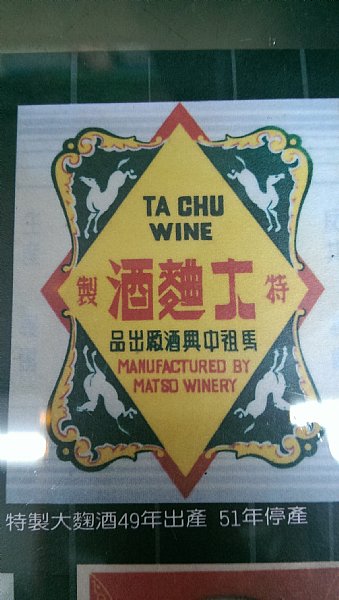 TA CHU
WINE
特 大麯酒 製
馬祖中興酒廠出品
MANUFACTURED BY
MATSO WINERY
特製大麴酒49年出產 51年停產